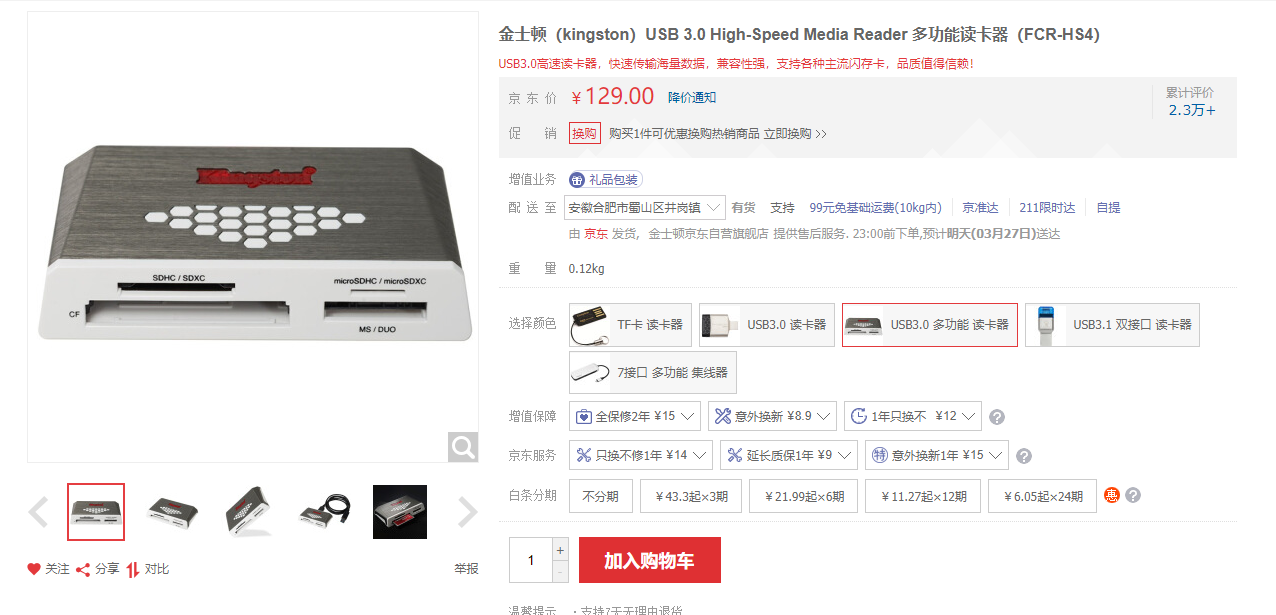 金士顿（kingston）USB 3.0 High-Speed Media Reader 多功能读卡器（FCR-HS4）
USB3.0高速读卡器，快速传输海量数据，兼容性强，支持各种主流闪存卡，品质值得信赖！
京东价 ￥129.00 降价通知 累计评价
2.3万+
促销 换购 购买1件可优惠换购热销商品 立即换购 >>
增值业务 礼品包装
配送至 安徽合肥市蜀山区井岗镇 有货 支持 99元免基础运费(10kg内) 京准达 211限时达 自提
由 京东 发货，金士顿京东自营旗舰店 提供售后服务. 23:00前下单,预计明天(03月27日)送达
重量 0.12kg
选择颜色 TF卡 读卡器 USB3.0 读卡器 USB3.0 多功能 读卡器 USB3.1 双接口 读卡器
7接口 多功能 集线器
增值保障 全保修2年 ¥15 意外换新 ¥8.9 1年只换不 ¥12 ?
京东服务 只换不修1年 ¥14 延长质保1年 ¥9 特 意外换新1年 ¥15 ?
白条分期 不分期 ￥43.3起×3期 ￥21.99起×6期 ￥11.27起×12期 ￥6.05起×24期 惠 ?
1 + - 加入购物车
温馨提示 · 支持7天无理由退货
Kingston
SDHC / SDXC
microSDHC / microSDXC
CF
MS / DUO
关注 分享 对比 举报